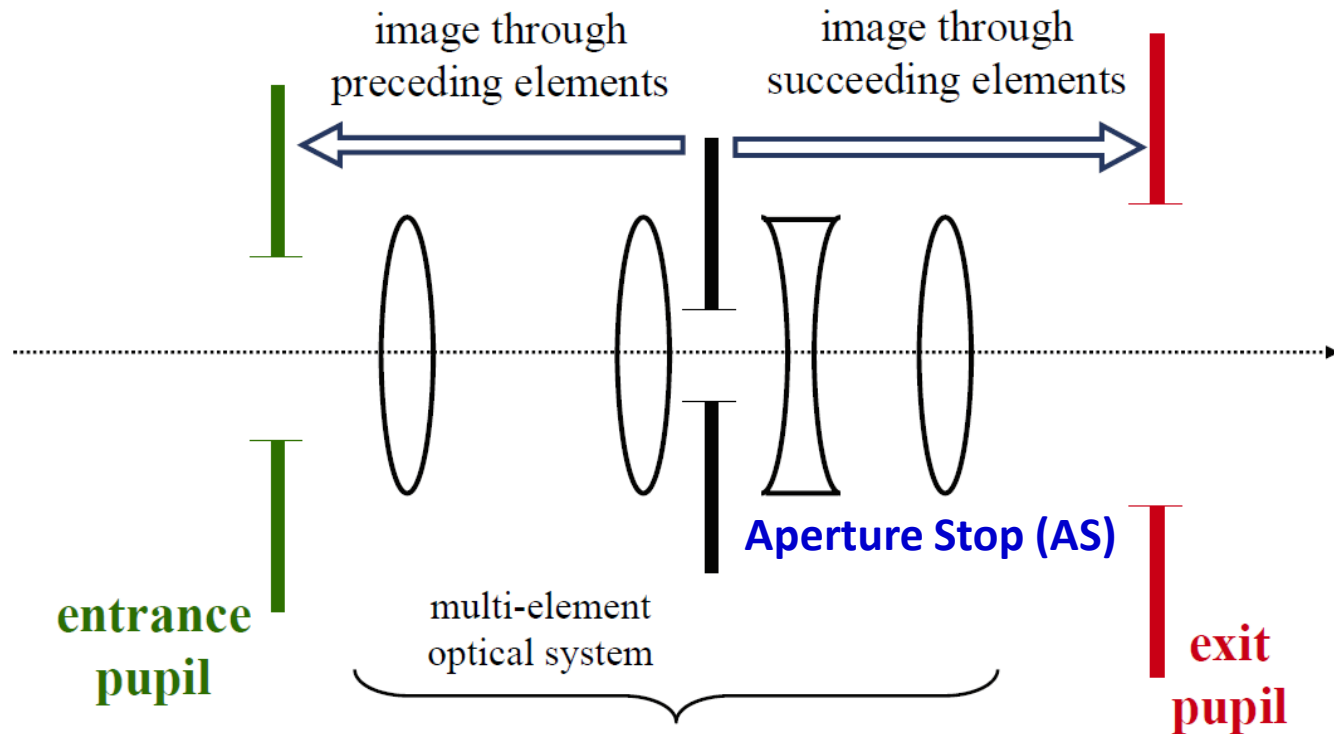 image through
preceding elements
image through
succeeding elements
Aperture Stop (AS)
entrance
pupil
multi-element
optical system
exit
pupil